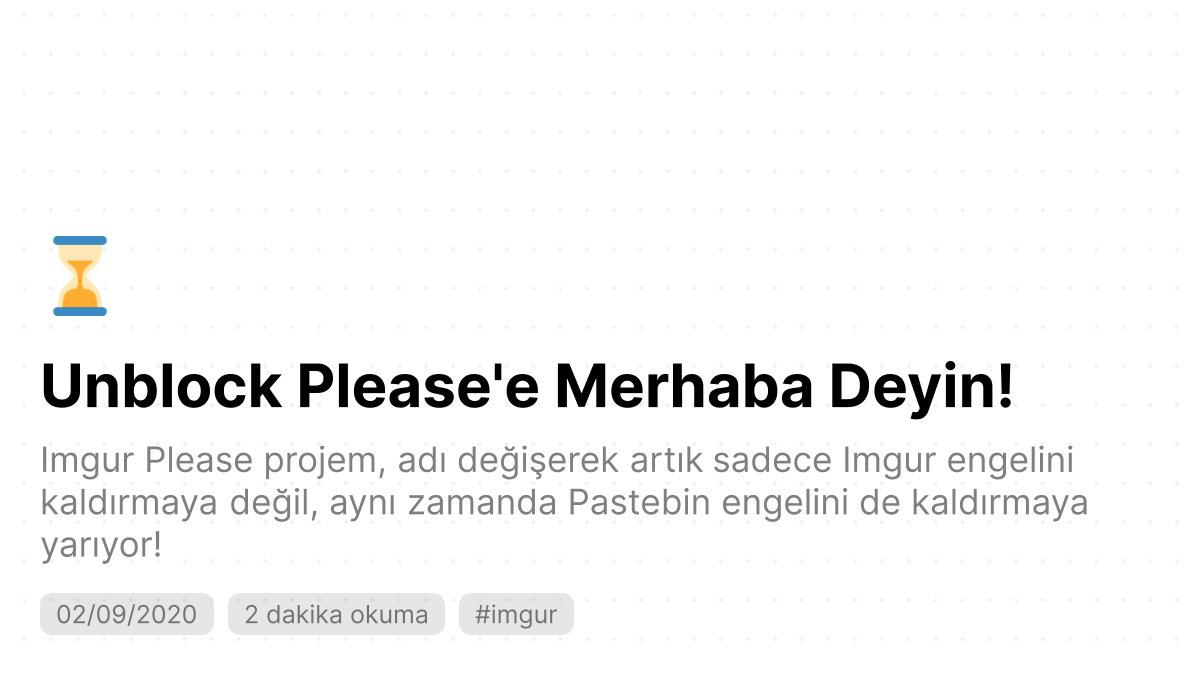 Unblock Please'e Merhaba Deyin!
Imgur Please projem, adı değişerek artık sadece Imgur engelini
kaldırmaya değil, aynı zamanda Pastebin engelini de kaldırmaya
yarıyor!
02/09/2020 2 dakika okuma #imgur